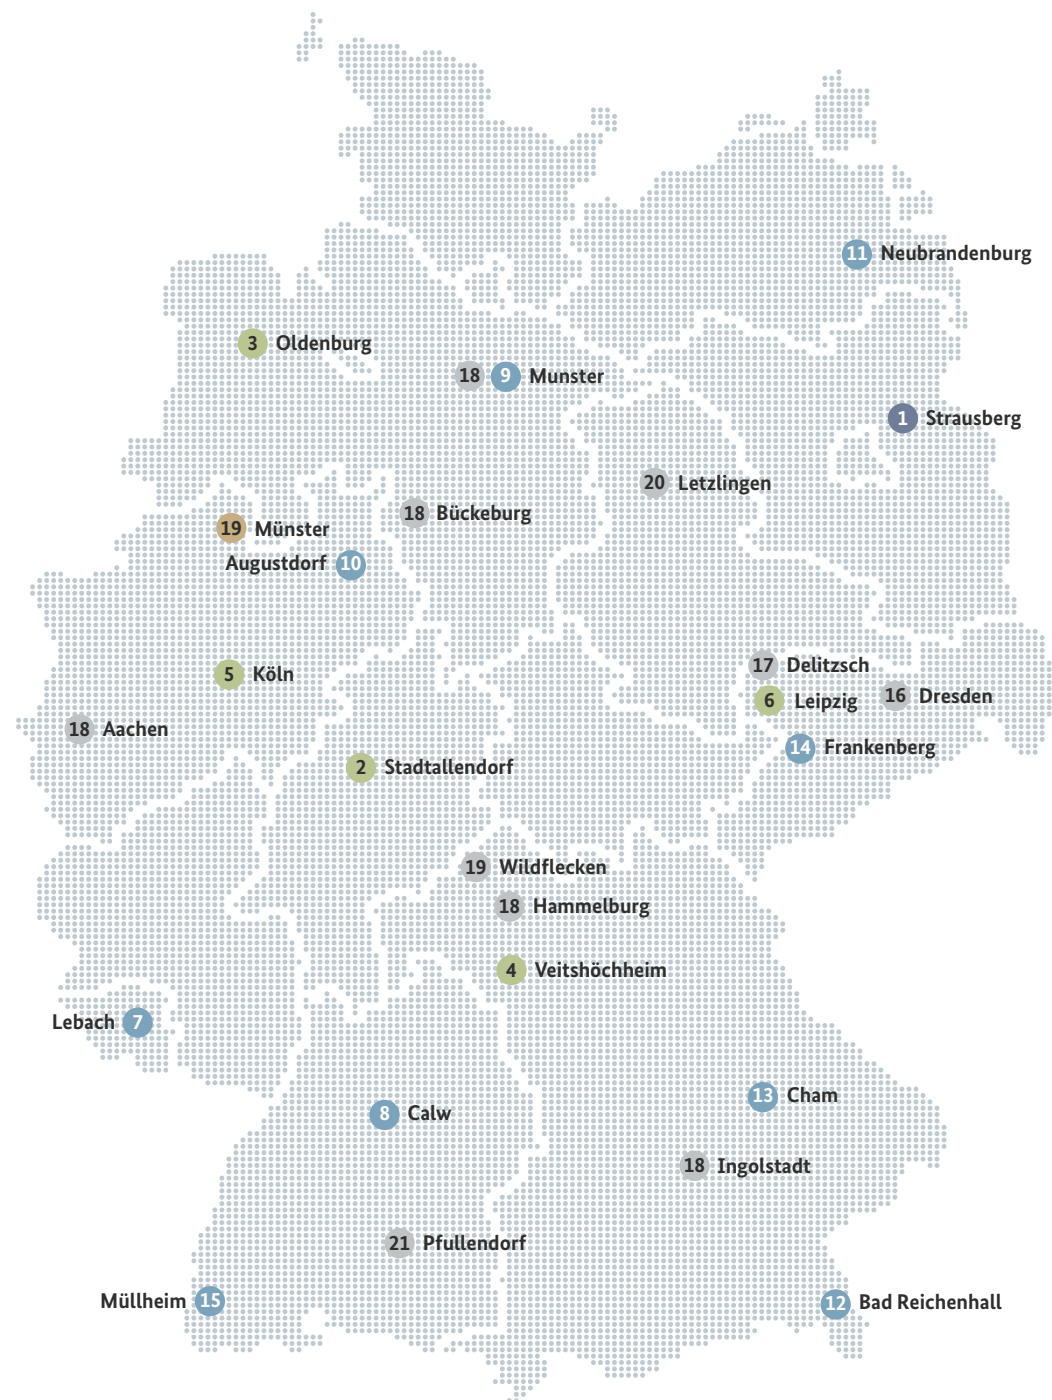 11 Neubrandenburg
3 Oldenburg
18 9 Munster
1 Strausberg
20 Letzlingen
18 Bückeburg
19 Münster
Augustdorf 10
17 Delitzsch
5 Köln
16 Dresden
6 Leipzig
18 Aachen
14 Frankenberg
2 Stadtallendorf
19 Wildflecken
18 Hammelburg
4 Veitshöchheim
Lebach 7
13 Cham
8 Calw
18 Ingolstadt
21 Pfullendorf
Müllheim 15
12 Bad Reichenhall